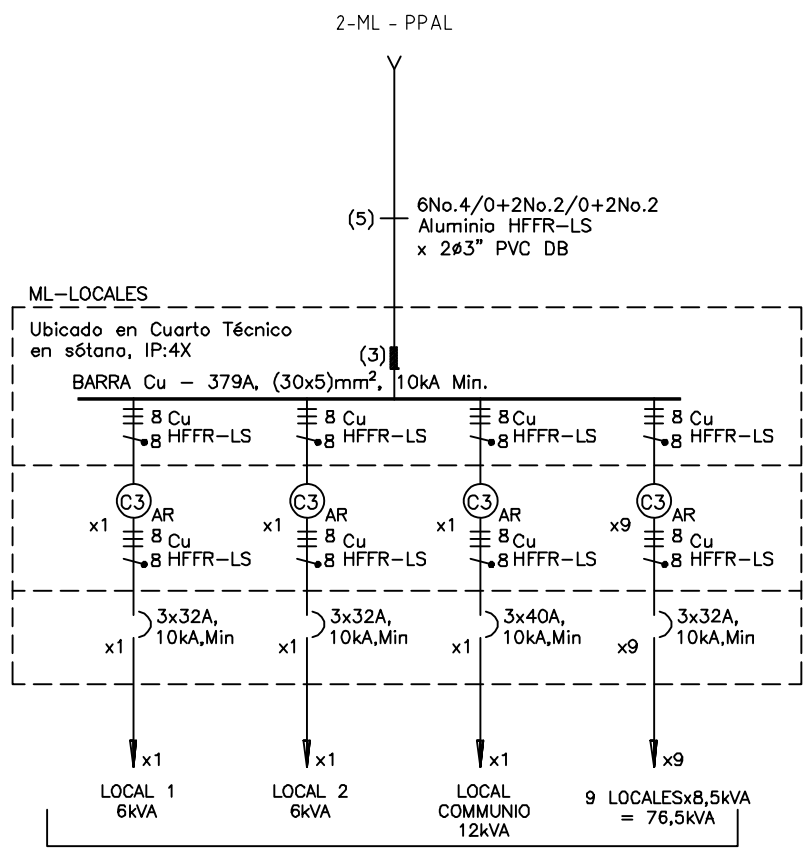 2-ML - PPAL
(5)
6No.4/0+2No.2/0+2No.2
Aluminio HFFR-LS
x 2ø3" PVC DB
ML-LOCALES
Ubicado en Cuarto Técnico
en sótano, IP:4X
(3)
BARRA Cu - 379A, (30x5)mm², 10kA Min.
8 Cu
8 HFFR-LS
8 Cu
8 HFFR-LS
8 Cu
8 HFFR-LS
8 Cu
8 HFFR-LS
C3
AR
x1
C3
AR
x1
C3
AR
x1
C3
AR
x9
8 Cu
8 HFFR-LS
8 Cu
8 HFFR-LS
8 Cu
8 HFFR-LS
8 Cu
8 HFFR-LS
3x32A,
10kA,Min
x1
3x32A,
10kA,Min
x1
3x40A,
10kA,Min
x1
3x32A,
10kA,Min
x9
x1
x1
x1
x9
LOCAL 1
6kVA
LOCAL 2
6kVA
LOCAL
COMMUNIO
12kVA
9 LOCALESx8,5kVA
= 76,5kVA